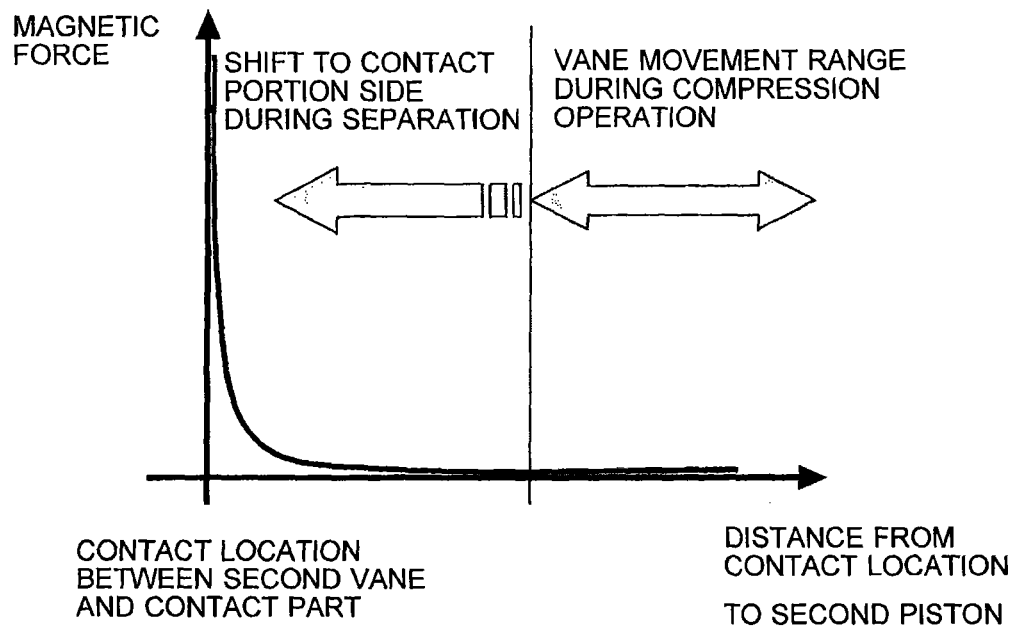 MAGNETIC
FORCE
SHIFT TO CONTACT
PORTION SIDE
DURING SEPARATION
VANE MOVEMENT RANGE
DURING COMPRESSION
OPERATION
CONTACT LOCATION
BETWEEN SECOND VANE
AND CONTACT PART
DISTANCE FROM
CONTACT LOCATION
TO SECOND PISTON